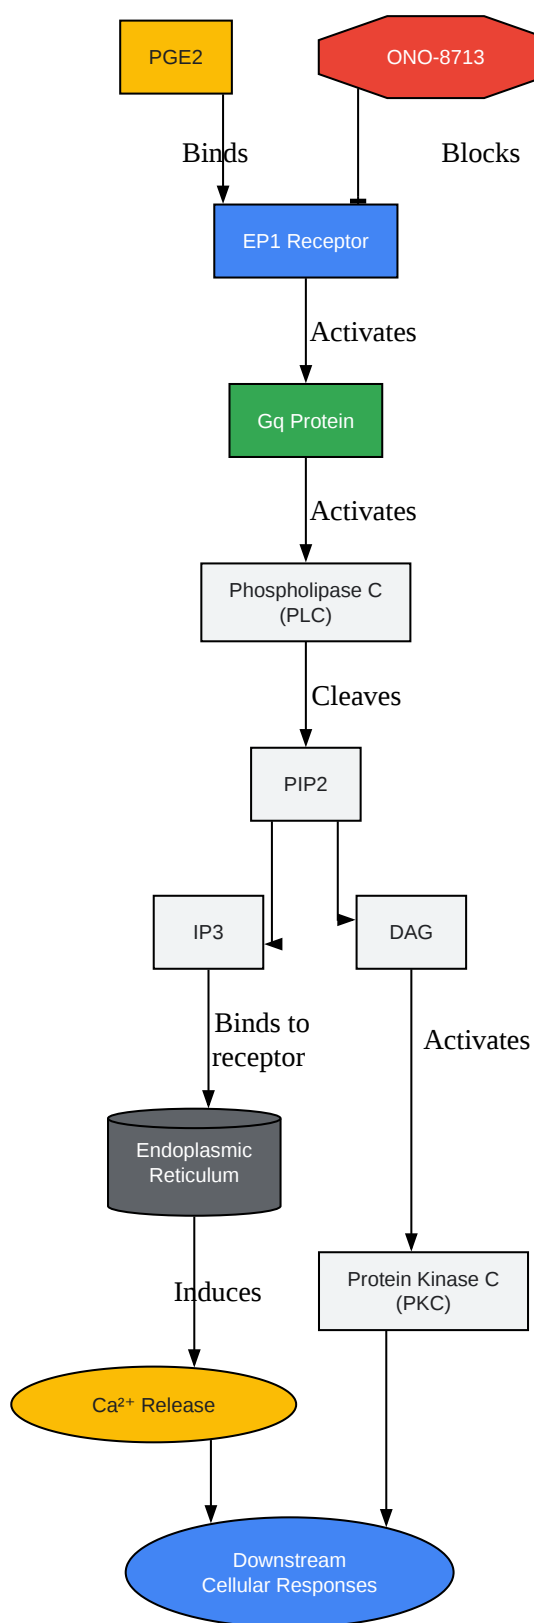 PGE2
ONO-8713
Binds
Blocks
EP1 Receptor
Activates
Gq Protein
Activates
Phospholipase C
(PLC)
Cleaves
PIP2
IP3
DAG
Binds to
receptor
Activates
Endoplasmic
Reticulum
Induces
Protein Kinase C
(PKC)
Ca²⁺ Release
Downstream
Cellular Responses